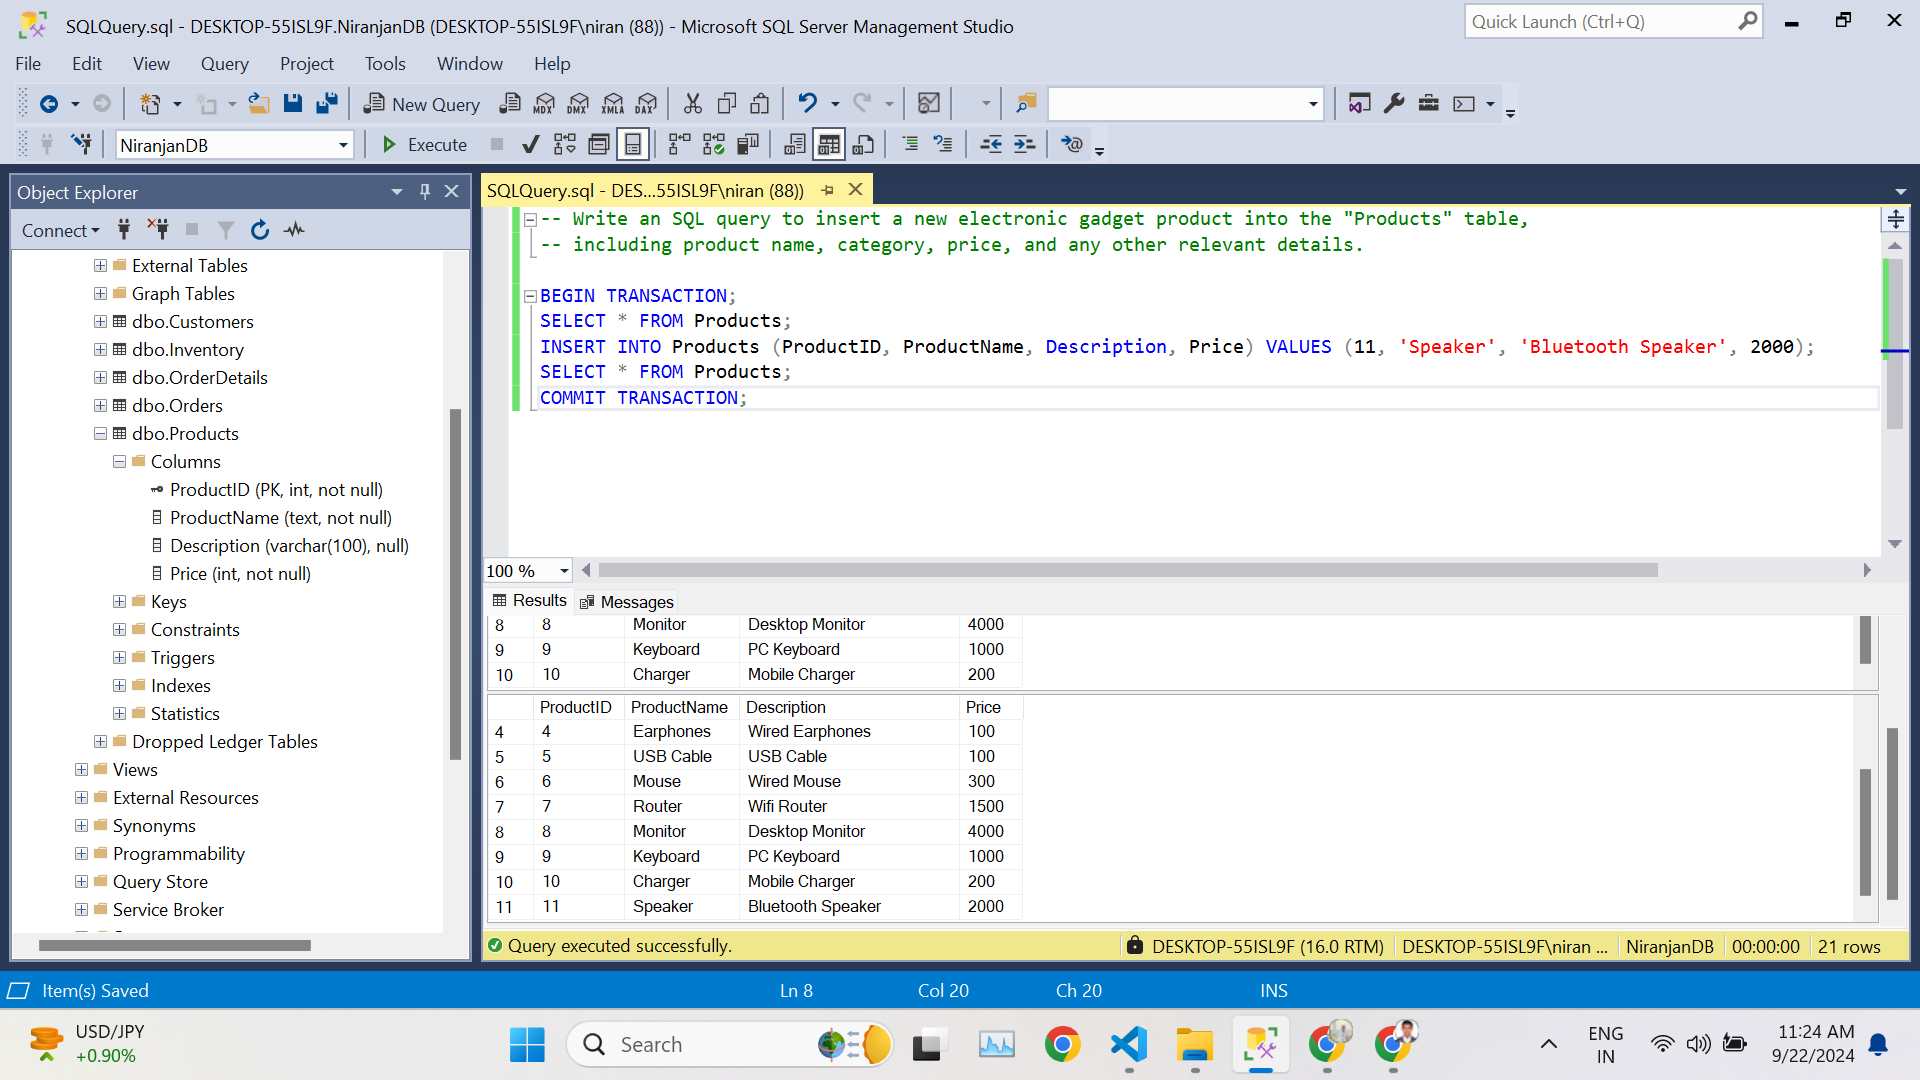 SQLQuery.sql - DESKTOP-55ISL9F.NiranjanDB (DESKTOP-55ISL9F\niran (88)) - Microsoft SQL Server Management Studio
Quick Launch (Ctrl+Q)
File Edit View Query Project Tools Window Help
New Query MDX DMX XMLA DAX
NiranjanDB Execute
Object Explorer
Connect
External Tables
Graph Tables
dbo.Customers
dbo.Inventory
dbo.OrderDetails
dbo.Orders
dbo.Products
Columns
ProductID (PK, int, not null)
ProductName (text, not null)
Description (varchar(100), null)
Price (int, not null)
Keys
Constraints
Triggers
Indexes
Statistics
Dropped Ledger Tables
Views
External Resources
Synonyms
Programmability
Query Store
Service Broker
SQLQuery.sql - DES...55ISL9F\niran (88))
-- Write an SQL query to insert a new electronic gadget product into the "Products" table,
-- including product name, category, price, and any other relevant details.
BEGIN TRANSACTION;
SELECT * FROM Products;
INSERT INTO Products (ProductID, ProductName, Description, Price) VALUES (11, 'Speaker', 'Bluetooth Speaker', 2000);
SELECT * FROM Products;
COMMIT TRANSACTION;
100 %
Results Messages
8 8 Monitor Desktop Monitor 4000
9 9 Keyboard PC Keyboard 1000
10 10 Charger Mobile Charger 200
ProductID ProductName Description Price
4 4 Earphones Wired Earphones 100
5 5 USB Cable USB Cable 100
6 6 Mouse Wired Mouse 300
7 7 Router Wifi Router 1500
8 8 Monitor Desktop Monitor 4000
9 9 Keyboard PC Keyboard 1000
10 10 Charger Mobile Charger 200
11 11 Speaker Bluetooth Speaker 2000
Query executed successfully. DESKTOP-55ISL9F (16.0 RTM) DESKTOP-55ISL9F\niran ... NiranjanDB 00:00:00 21 rows
Item(s) Saved Ln 8 Col 20 Ch 20 INS
USD/JPY
+0.90%
Search
ENG
IN
11:24 AM
9/22/2024